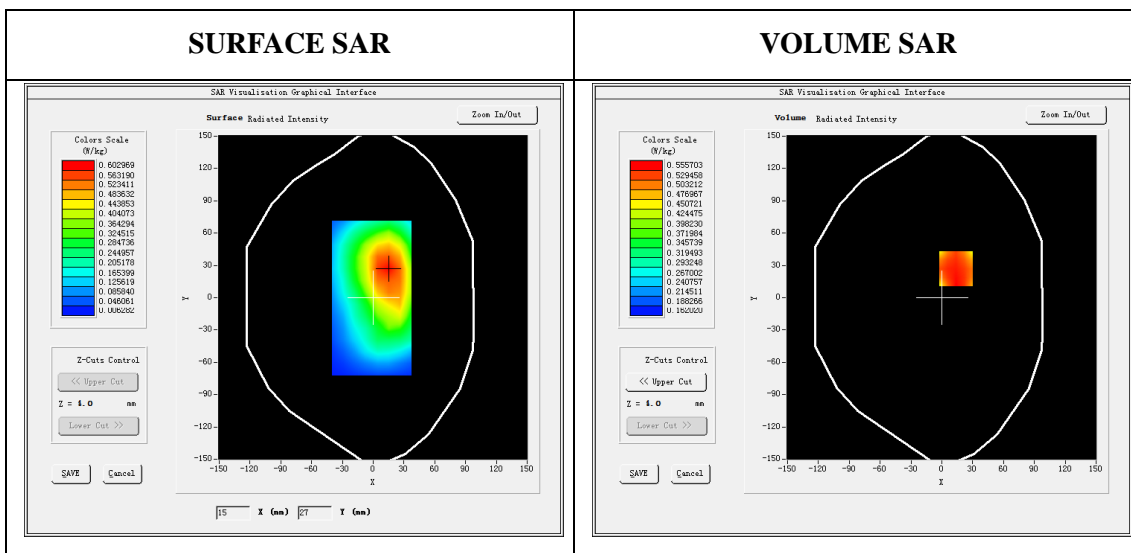 SURFACE SAR
SAR Visualisation Graphical Interface
Surface Radiated Intensity
Zoom In/Out
Colors Scale
(W/kg)
0.602969
0.563190
0.523411
0.483632
0.443853
0.404073
0.364294
0.324515
0.284736
0.244957
0.205178
0.165399
0.125619
0.085840
0.046061
0.006282
150
90
60
30
0
-30
-60
-90
-120
-150
Y
-150 -120 -90 -60 -30 0 30 60 90 120 150
X
Z-Cuts Control
<< Upper Cut
Z = 4.0 mm
Lower Cut >>
SAVE
Cancel
15 X (mm) 27 Y (mm)
VOLUME SAR
SAR Visualisation Graphical Interface
Volume Radiated Intensity
Zoom In/Out
Colors Scale
(W/kg)
0.555703
0.529458
0.503212
0.476967
0.450721
0.424475
0.398230
0.371984
0.345739
0.319493
0.293248
0.267002
0.240757
0.214511
0.188266
0.162020
150
90
60
30
0
-30
-60
-90
-120
-150
Y
-150 -120 -90 -60 -30 0 30 60 90 120 150
X
Z-Cuts Control
<< Upper Cut
Z = 4.0 mm
Lower Cut >>
SAVE
Cancel